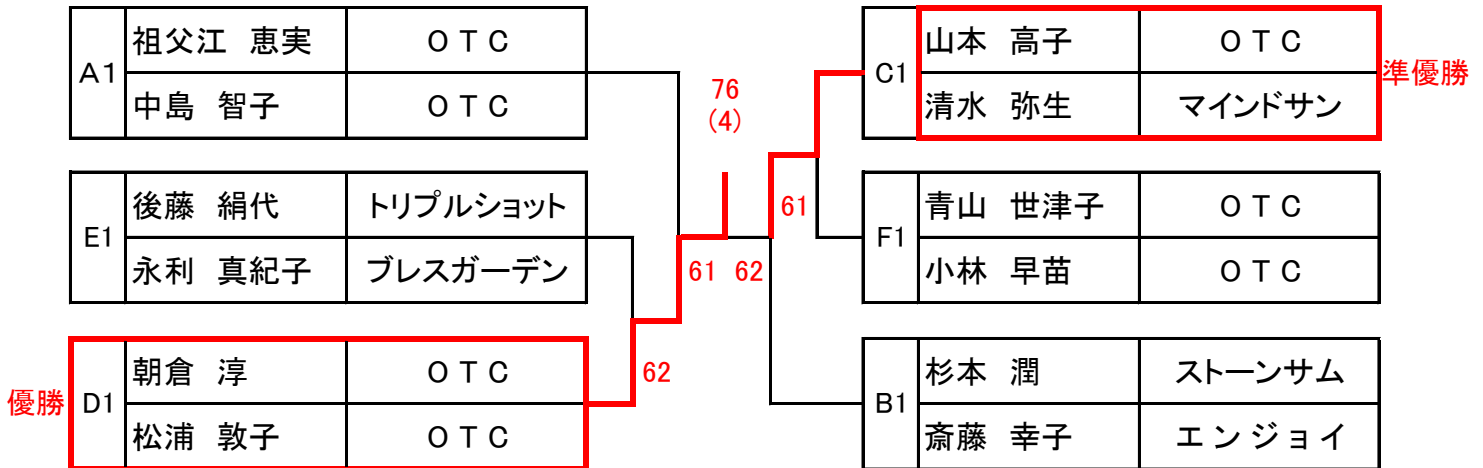 A1
祖父江 恵実 OTC
中島 智子 OTC
E1
後藤 絹代 トリプルショット
永利 真紀子 ブレスガーデン
優勝 D1
朝倉 淳 OTC
松浦 敦子 OTC
62
61
76
(4)
62
61
C1
山本 高子 OTC
清水 弥生 マインドサン
準優勝
F1
青山 世津子 OTC
小林 早苗 OTC
B1
杉本 潤 ストーンサム
斎藤 幸子 エンジョイ